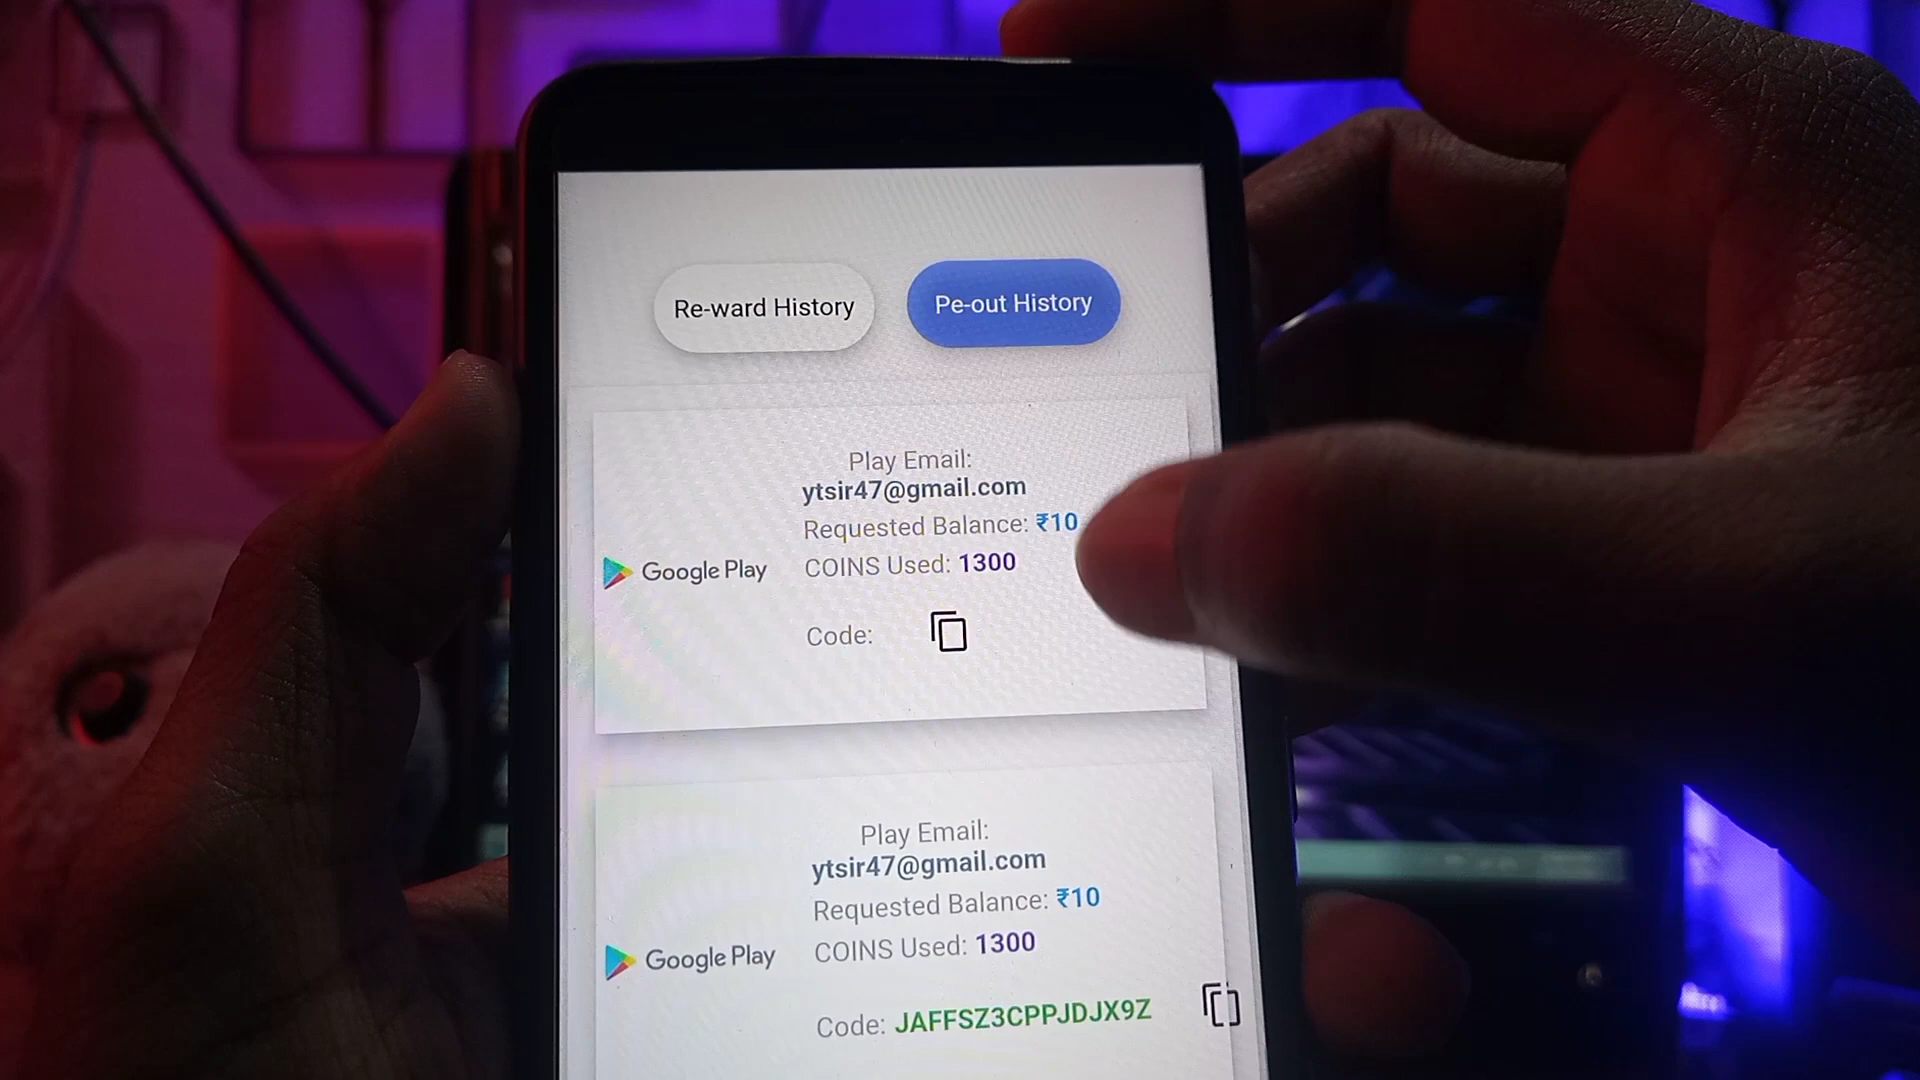 Re-ward History
Pe-out History
Play Email:
ytsir47@gmail.com
Requested Balance: ₹10
Google Play
COINS Used: 1300
Code:
Play Email:
ytsir47@gmail.com
Requested Balance: ₹10
Google Play
COINS Used: 1300
Code: JAFFSZ3CPPJDJX9Z